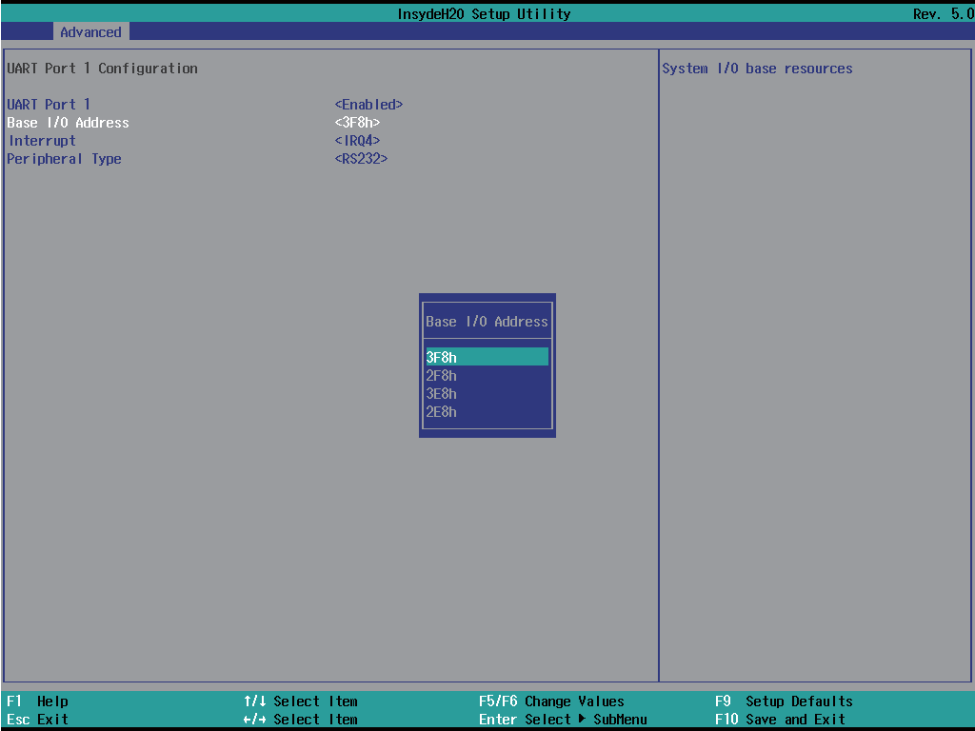 InsydeH20 Setup Utility Rev. 5.0
Advanced
UART Port 1 Configuration
System I/O base resources
UART Port 1 <Enabled>
Base I/O Address <3F8h>
Interrupt <IRQ4>
Peripheral Type <RS232>
Base I/O Address
3F8h
2F8h
3E8h
2E8h
F1 Help ↑/↓ Select Item F5/F6 Change Values F9 Setup Defaults
Esc Exit ←/→ Select Item Enter Select ▶ SubMenu F10 Save and Exit